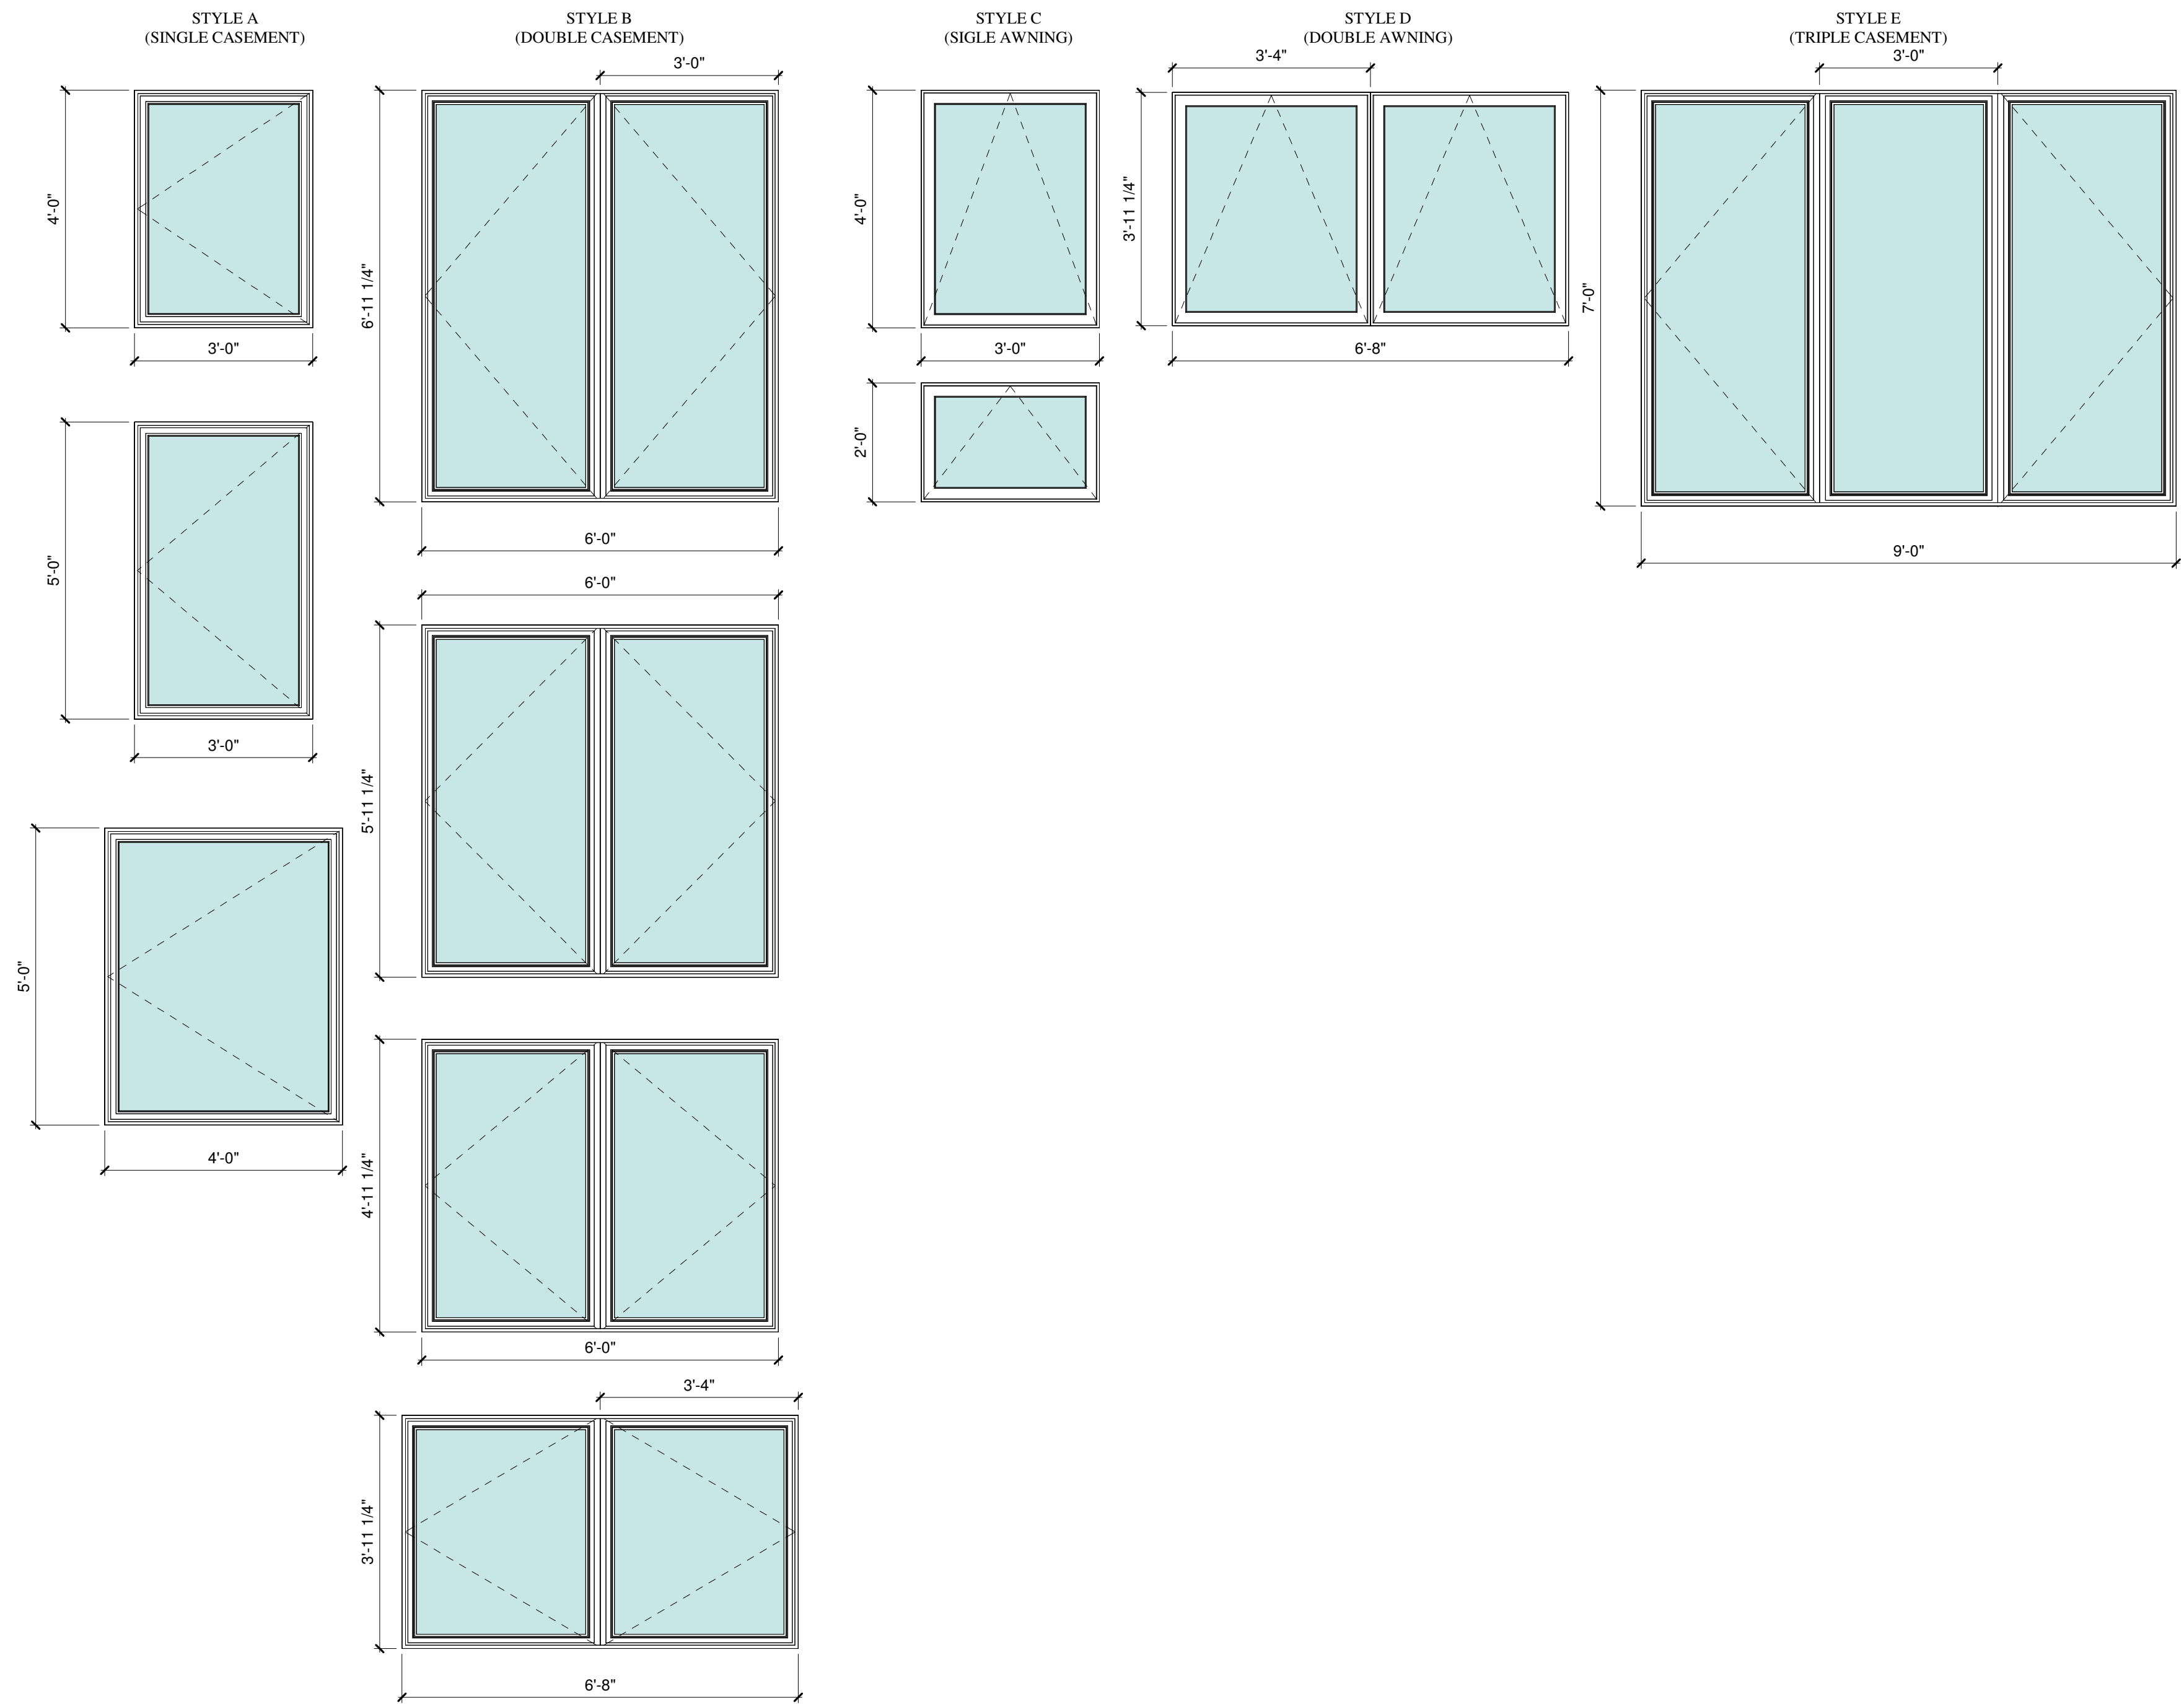 STYLE A
(SINGLE CASEMENT)
4'-0"
3'-0"
5'-0"
3'-0"
5'-0"
4'-0"
STYLE B
(DOUBLE CASEMENT)
3'-0"
6'-11 1/4"
6'-0"
6'-0"
5'-11 1/4"
4'-11 1/4"
6'-0"
3'-4"
3'-11 1/4"
6'-8"
STYLE C
(SIGLE AWNING)
4'-0"
3'-0"
2'-0"
STYLE D
(DOUBLE AWNING)
3'-4"
3'-11 1/4"
6'-8"
STYLE E
(TRIPLE CASEMENT)
3'-0"
7'-0"
9'-0"